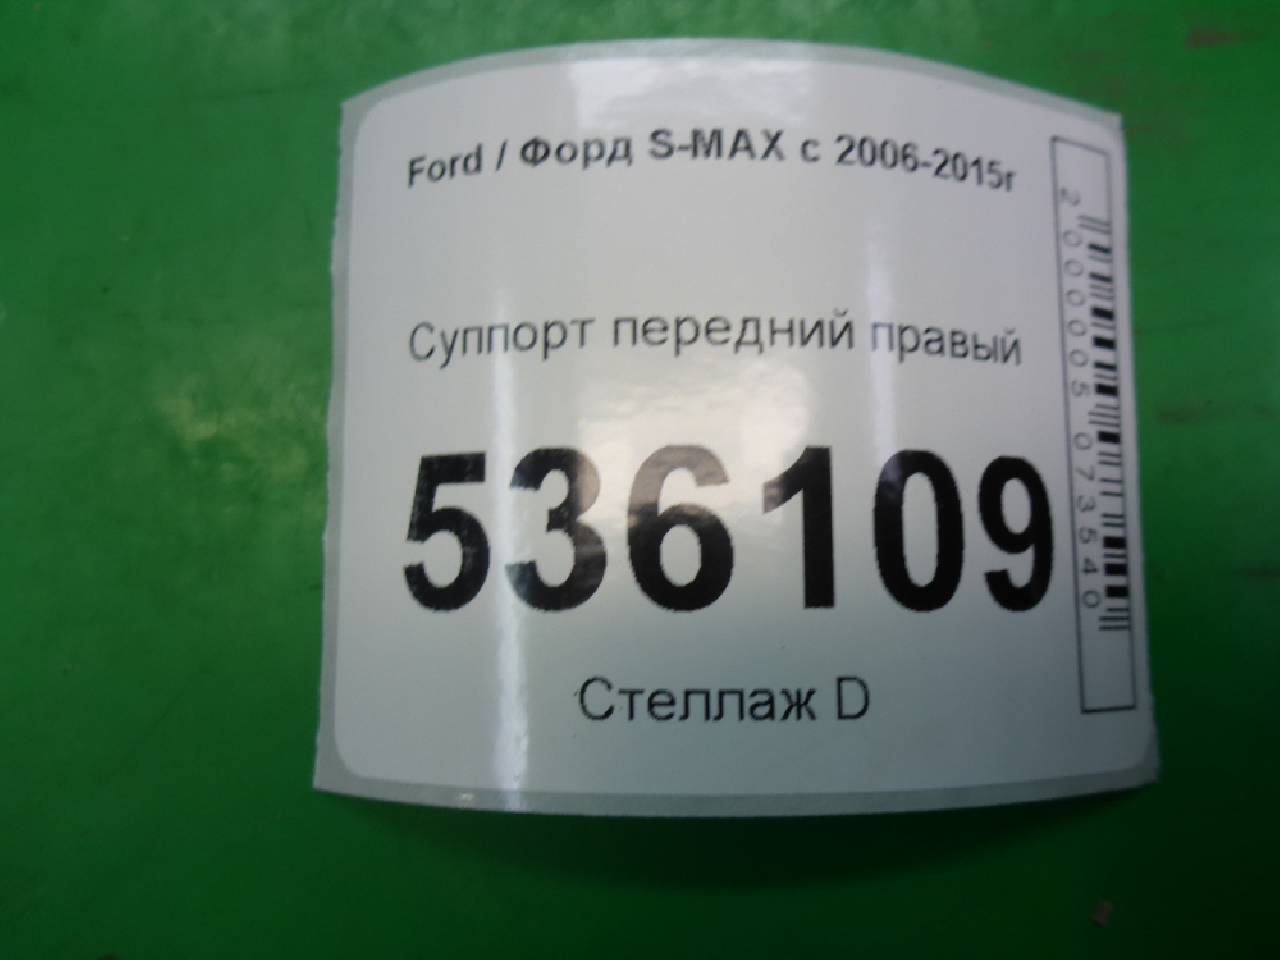 Ford / Форд S-MAX с 2006-2015г
Суппорт передний правый
536109
Стеллаж D
2000005073540